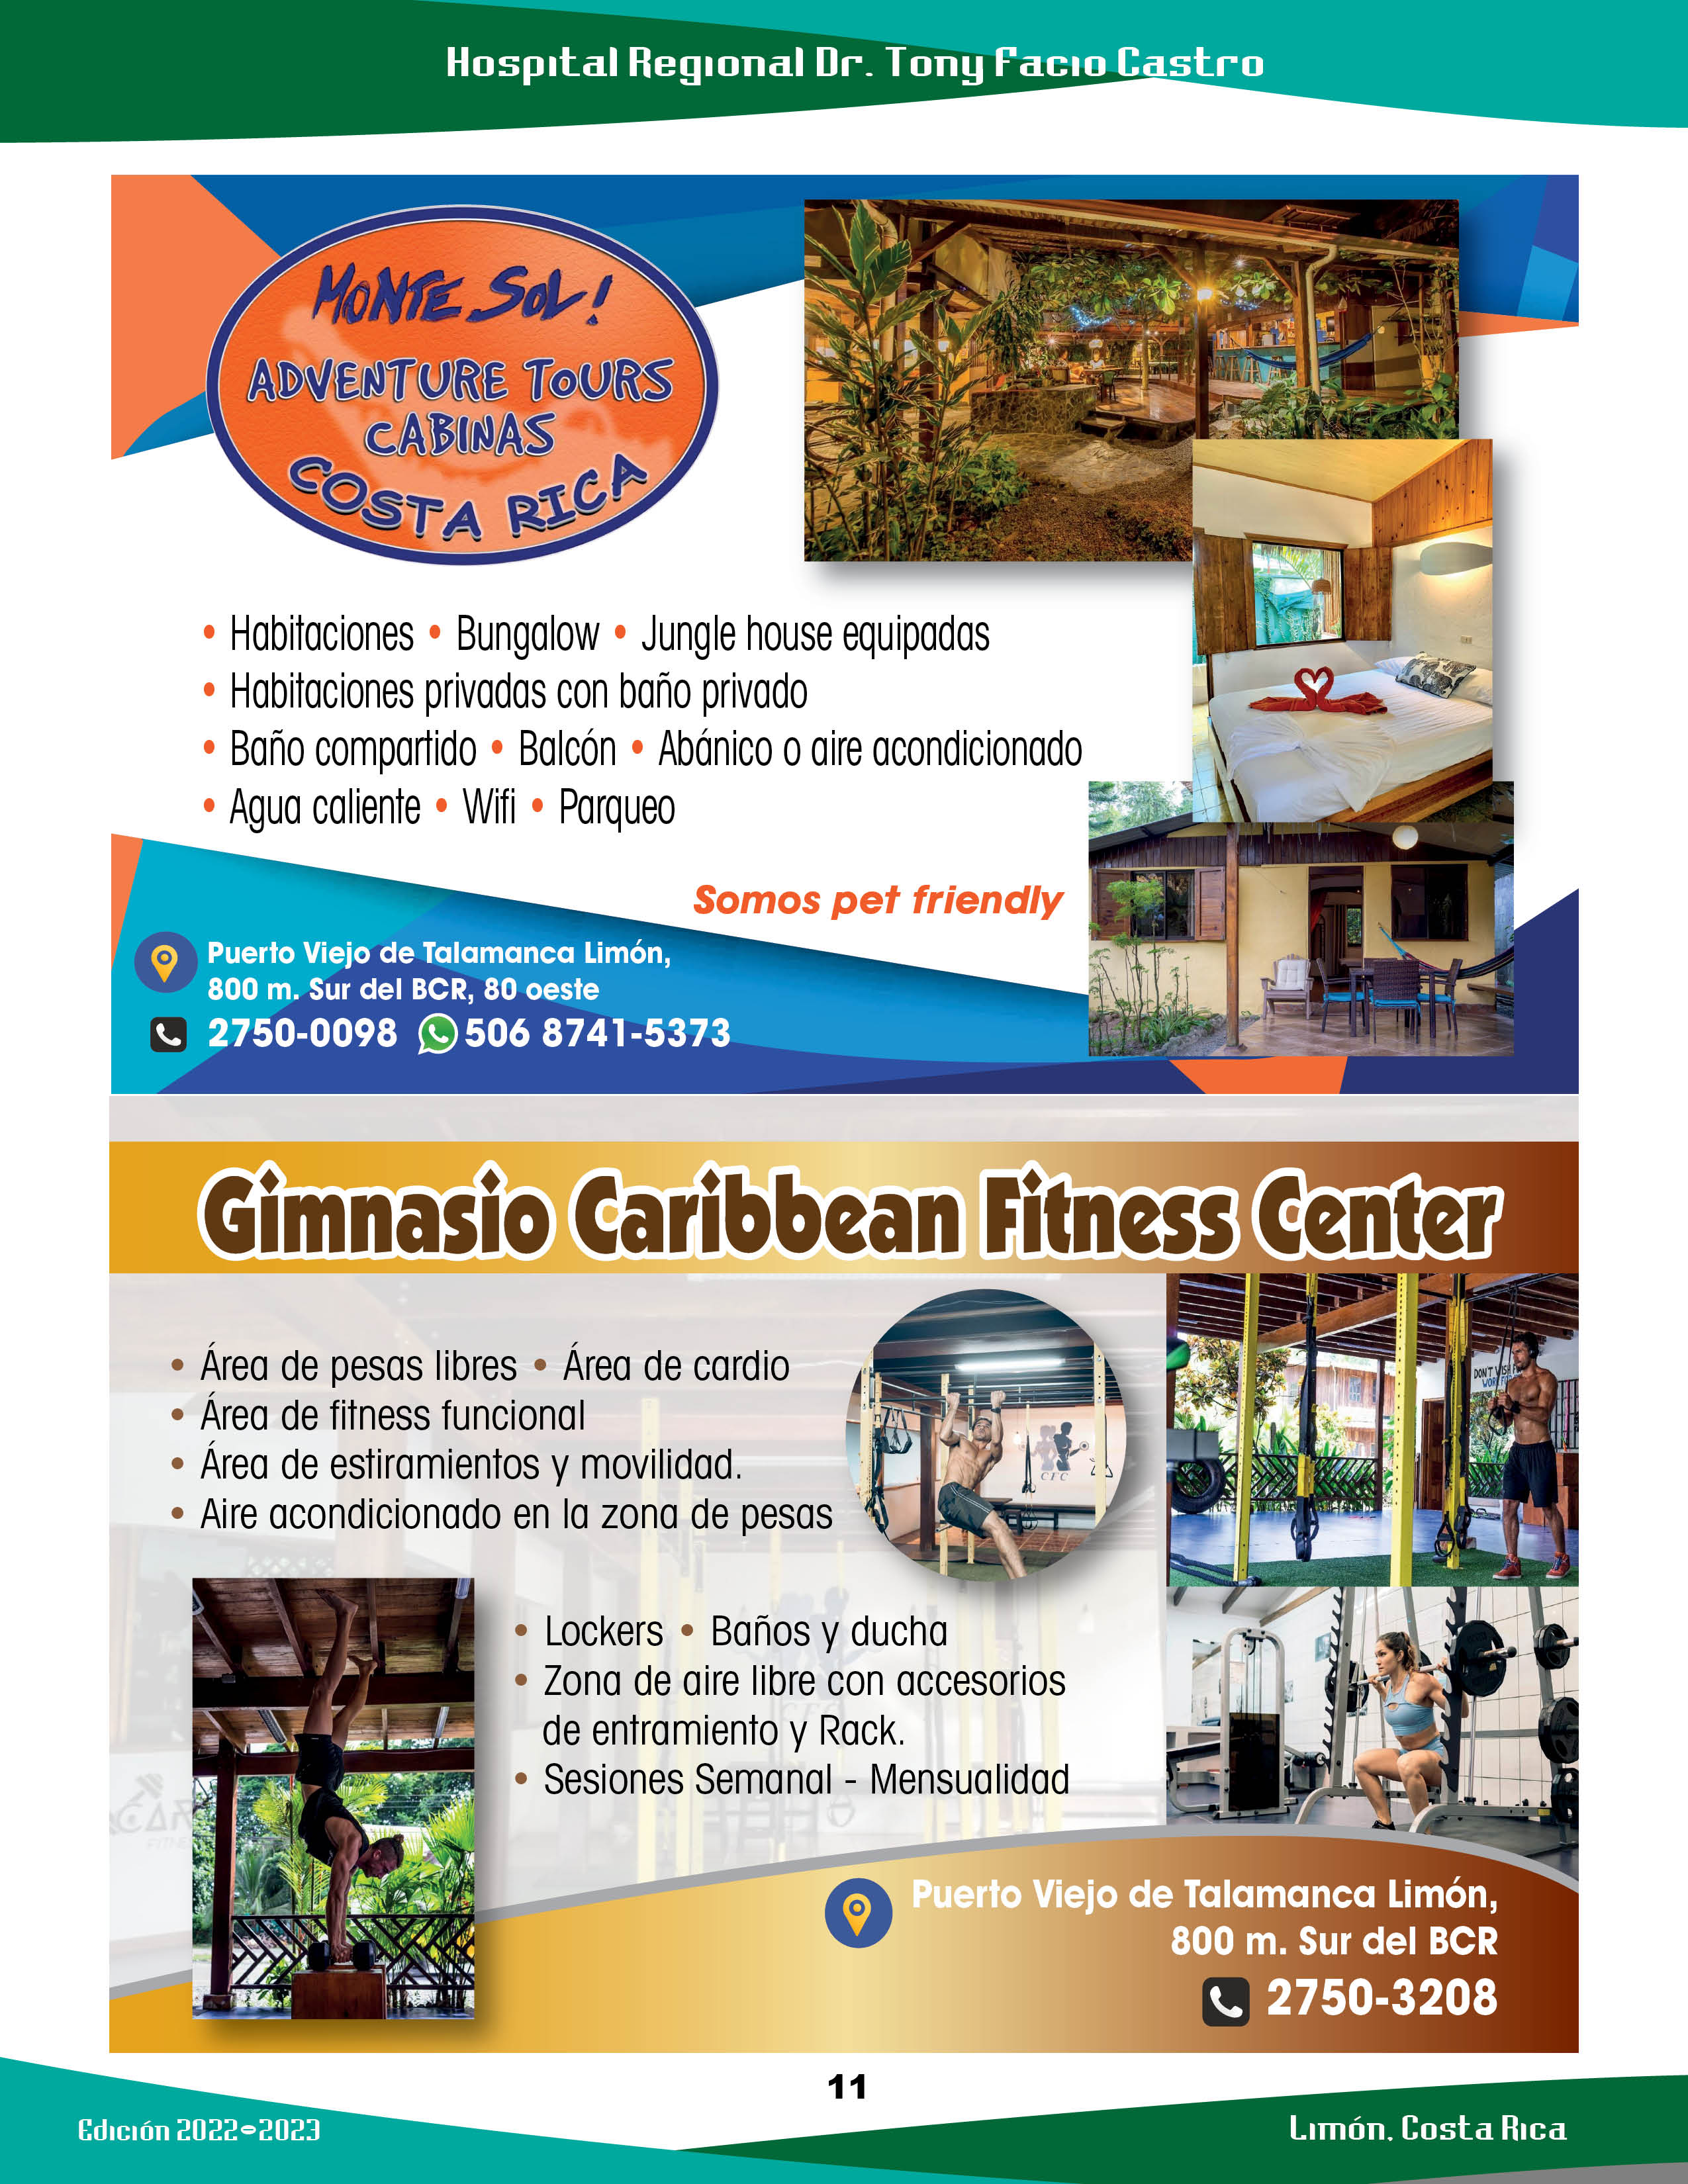 Hospital Regional Dr. Tony Facio Castro
MONTE SOL!
ADVENTURE TOURS
CABINAS
COSTA RICA
• Habitaciones • Bungalow • Jungle house equipadas
• Habitaciones privadas con baño privado
• Baño compartido • Balcón • Abánico o aire acondicionado
• Agua caliente • Wifi • Parqueo
Somos pet friendly
Puerto Viejo de Talamanca Limón,
800 m. Sur del BCR, 80 oeste
2750-0098 506 8741-5373
Gimnasio Caribbean Fitness Center
• Área de pesas libres • Área de cardio
• Área de fitness funcional
• Área de estiramientos y movilidad.
• Aire acondicionado en la zona de pesas
CFC
DON'T WISH
WORK
• Lockers • Baños y ducha
• Zona de aire libre con accesorios
de entramiento y Rack.
• Sesiones Semanal - Mensualidad
Puerto Viejo de Talamanca Limón,
800 m. Sur del BCR
2750-3208
11
Edición 2022-2023
Limón, Costa Rica